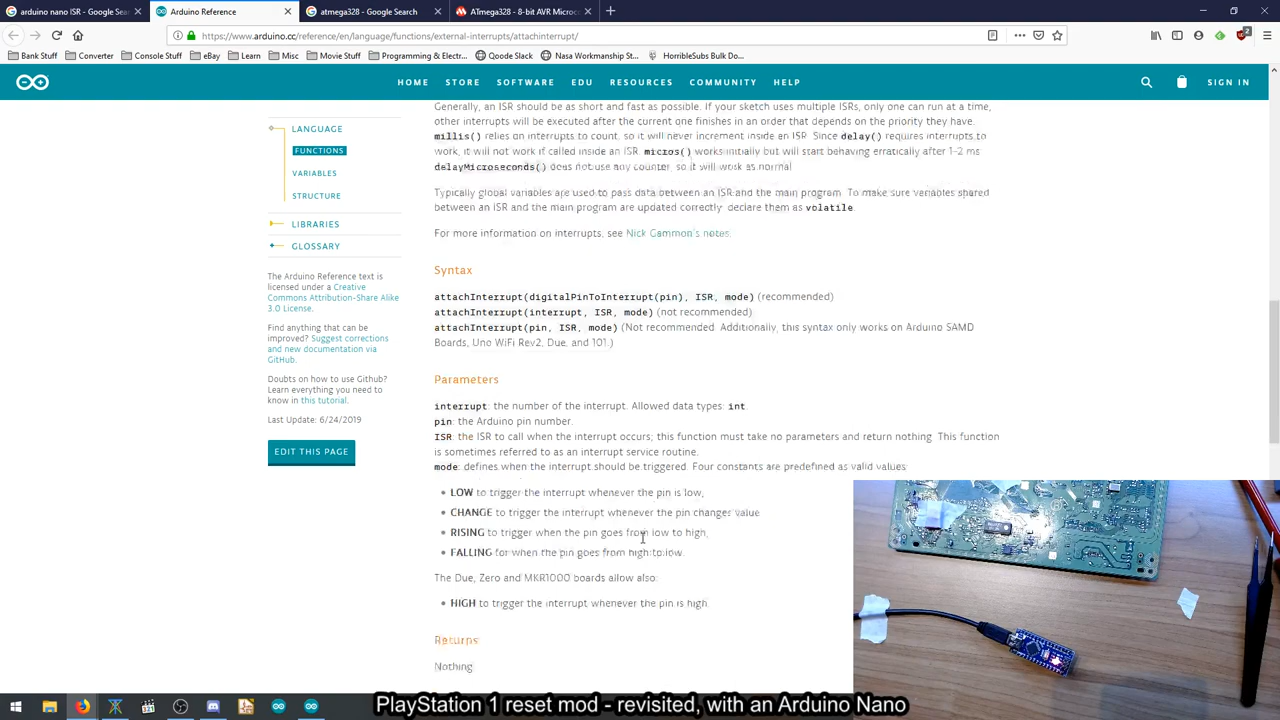 arduino nano ISR - Google Search
Arduino Reference
atmega328 - Google Search
ATmega328 - 8-bit AVR Microc
https://www.arduino.cc/reference/en/language/functions/external-interrupts/attachinterrupt/
2
Bank Stuff
Converter
Console Stuff
eBay
Learn
Misc
Movie Stuff
Programming & Electr...
Qoode Slack
Nasa Workmanship St...
HorribleSubs Bulk Do...
HOME
STORE
SOFTWARE
EDU
RESOURCES
COMMUNITY
HELP
SIGN IN
LANGUAGE
FUNCTIONS
VARIABLES
STRUCTURE
LIBRARIES
GLOSSARY
The Arduino Reference text is
licensed under a Creative
Commons Attribution-Share Alike
3.0 License.
Find anything that can be
improved? Suggest corrections
and new documentation via
GitHub.
Doubts on how to use Github?
Learn everything you need to
know in this tutorial.
Last Update: 6/24/2019
EDIT THIS PAGE
Generally, an ISR should be as short and fast as possible. If your sketch uses multiple ISRs, only one can run at a time,
other interrupts will be executed after the current one finishes in an order that depends on the priority they have.
millis() relies on interrupts to count, so it will never increment inside an ISR. Since delay() requires interrupts to
work, it will not work if called inside an ISR. micros() works initially but will start behaving erratically after 1-2 ms.
delayMicroseconds() does not use any counter, so it will work as normal.
Typically global variables are used to pass data between an ISR and the main program. To make sure variables shared
between an ISR and the main program are updated correctly, declare them as volatile.
For more information on interrupts, see Nick Gammon's notes.
Syntax
attachInterrupt(digitalPinToInterrupt(pin), ISR, mode) (recommended)
attachInterrupt(interrupt, ISR, mode) (not recommended)
attachInterrupt(pin, ISR, mode) (Not recommended. Additionally, this syntax only works on Arduino SAMD
Boards, Uno WiFi Rev2, Due, and 101.)
Parameters
interrupt: the number of the interrupt. Allowed data types: int.
pin: the Arduino pin number.
ISR: the ISR to call when the interrupt occurs; this function must take no parameters and return nothing. This function
is sometimes referred to as an interrupt service routine.
mode: defines when the interrupt should be triggered. Four constants are predefined as valid values:
LOW to trigger the interrupt whenever the pin is low,
CHANGE to trigger the interrupt whenever the pin changes value
RISING to trigger when the pin goes from low to high,
FALLING for when the pin goes from high to low.
The Due, Zero and MKR1000 boards allow also:
HIGH to trigger the interrupt whenever the pin is high.
Returns
Nothing
PlayStation 1 reset mod - revisited, with an Arduino Nano